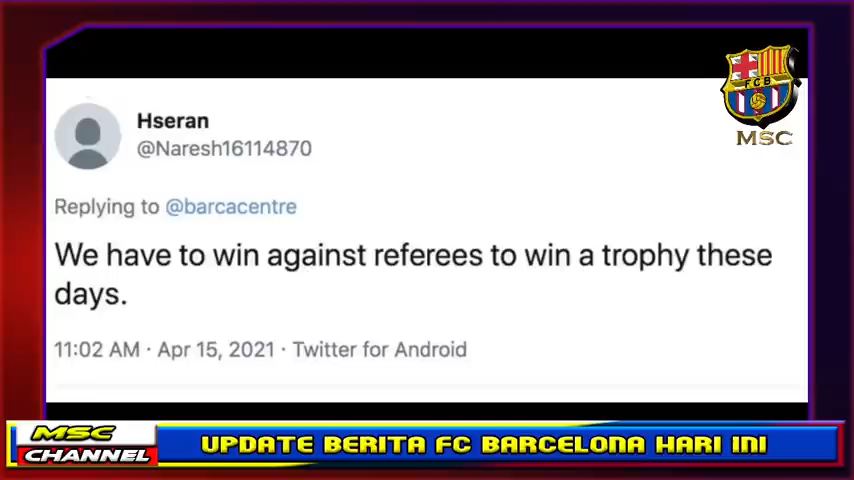 FCB
MSC
Hseran
@Naresh16114870
Replying to @barcacentre
We have to win against referees to win a trophy these
days.
11:02 AM · Apr 15, 2021 · Twitter for Android
MSC
CHANNEL
UPDATE BERITA FC BARCELONA HARI INI